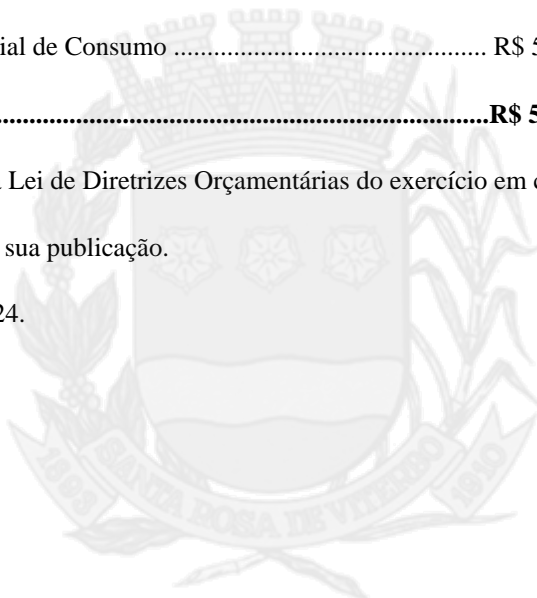 ial de Consumo .............................................. R$ 5
........................................................................R$ 5
Lei de Diretrizes Orçamentárias do exercício em
sua publicação.
24.
1893 SANTA ROSA DE VITERBO 1910